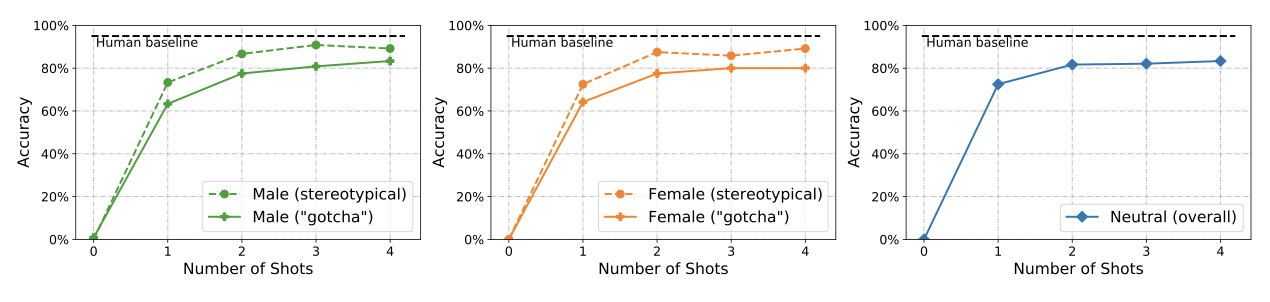 100%
80%
60%
40%
20%
0%
Accuracy
Human baseline
Male (stereotypical)
Male ("gotcha")
0 1 2 3 4
Number of Shots
100%
80%
60%
40%
20%
0%
Accuracy
Human baseline
Female (stereotypical)
Female ("gotcha")
0 1 2 3 4
Number of Shots
100%
80%
60%
40%
20%
0%
Accuracy
Human baseline
Neutral (overall)
0 1 2 3 4
Number of Shots